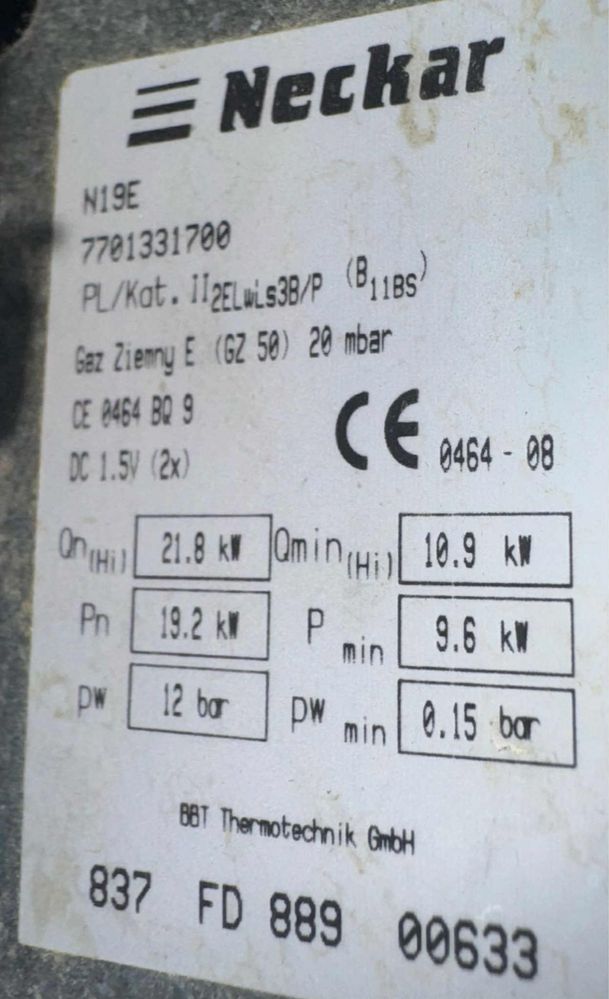 Neckar
N19E
7701331700
PL/Kat. II2ELwLs3B/P (B11BS)
Gaz Ziemny E (GZ 50) 20 mbar
CE 0464 BQ 9
DC 1.5V (2x)
CE 0464 - 08
Qn(Hi) 21.8 kW Qmin(Hi) 10.9 kW
Pn 19.2 kW P min 9.6 kW
pw 12 bar pw min 0.15 bar
BBT Thermotechnik GmbH
837 FD 889 00633